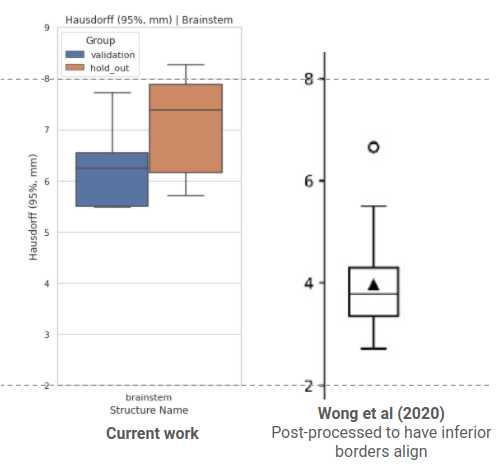 Hausdorff (95%, mm) | Brainstem
9
Group
validation
hold_out
8
7
6
5
4
3
2
Hausdorff (95%, mm)
brainstem
Structure Name
Current work
8
6
4
2
Wong et al (2020)
Post-processed to have inferior
borders align